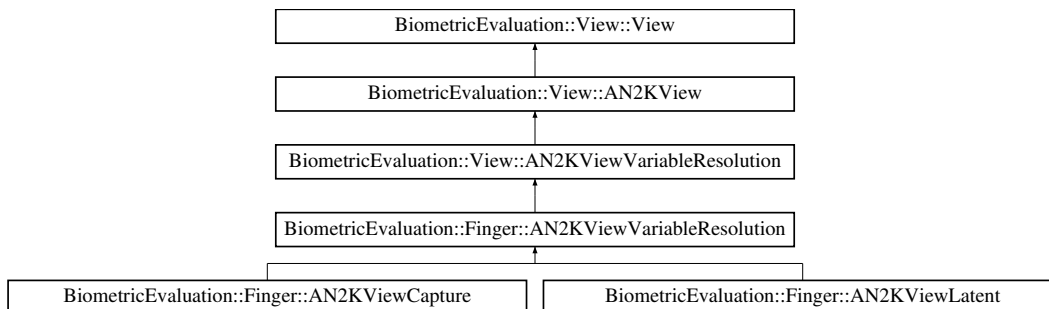 BiometricEvaluation::View::View
BiometricEvaluation::View::AN2KView
BiometricEvaluation::View::AN2KViewVariableResolution
BiometricEvaluation::Finger::AN2KViewVariableResolution
BiometricEvaluation::Finger::AN2KViewCapture
BiometricEvaluation::Finger::AN2KViewLatent